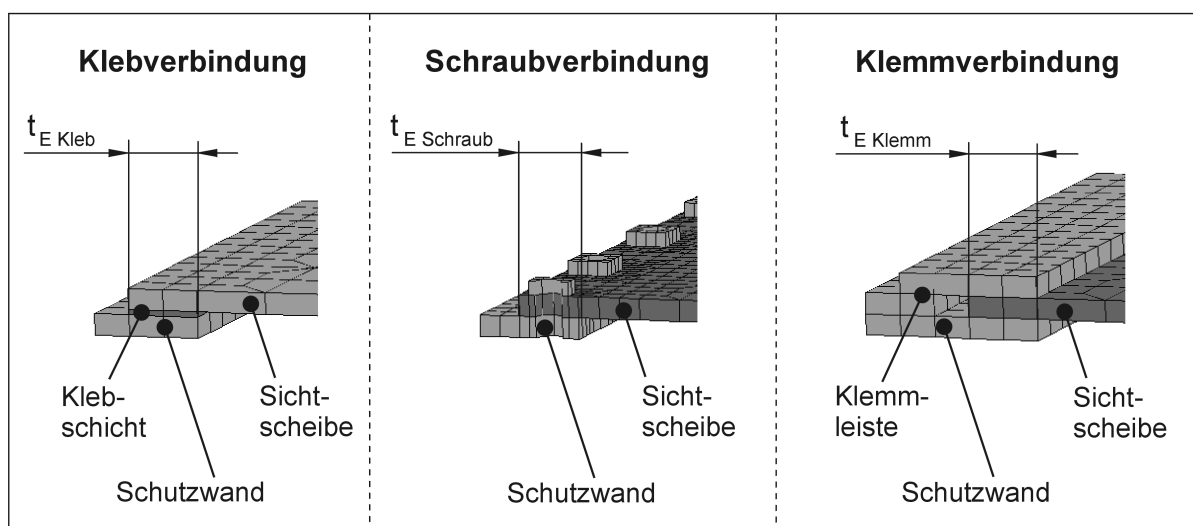 Klebverbindung
t E Kleb
Kleb-
schicht
Sicht-
scheibe
Schutzwand
Schraubverbindung
t E Schraub
Sicht-
scheibe
Schutzwand
Klemmverbindung
t E Klemm
Klemm-
leiste
Sicht-
scheibe
Schutzwand